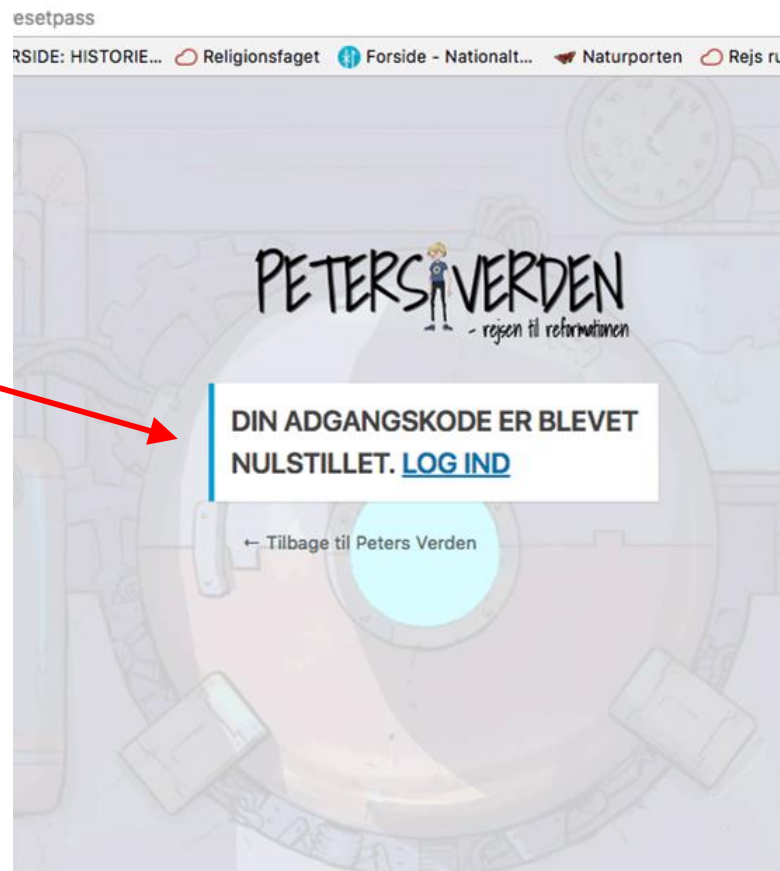 esetpass
RSIDE: HISTORIE... Religionsfaget Forside - Nationalt... Naturporten Rejs ru
PETERS VERDEN
- rejsen til reformationen
DIN ADGANGSKODE ER BLEVET
NULSTILLET. LOG IND
← Tilbage til Peters Verden